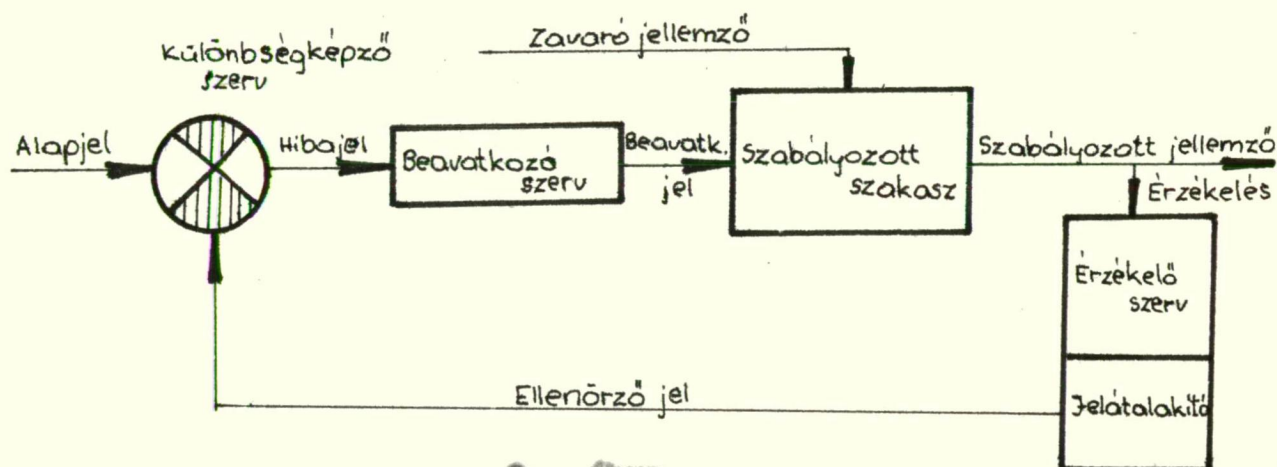 Különbségképző
szerv
Zavaró jellemző
Alapjel
Hibajel
Beavatkozó
szerv
Beavatk.
jel
Szabályozott
szakasz
Szabályozott jellemző
Érzékelés
Érzékelő
szerv
Jelátalakító
Ellenőrző jel